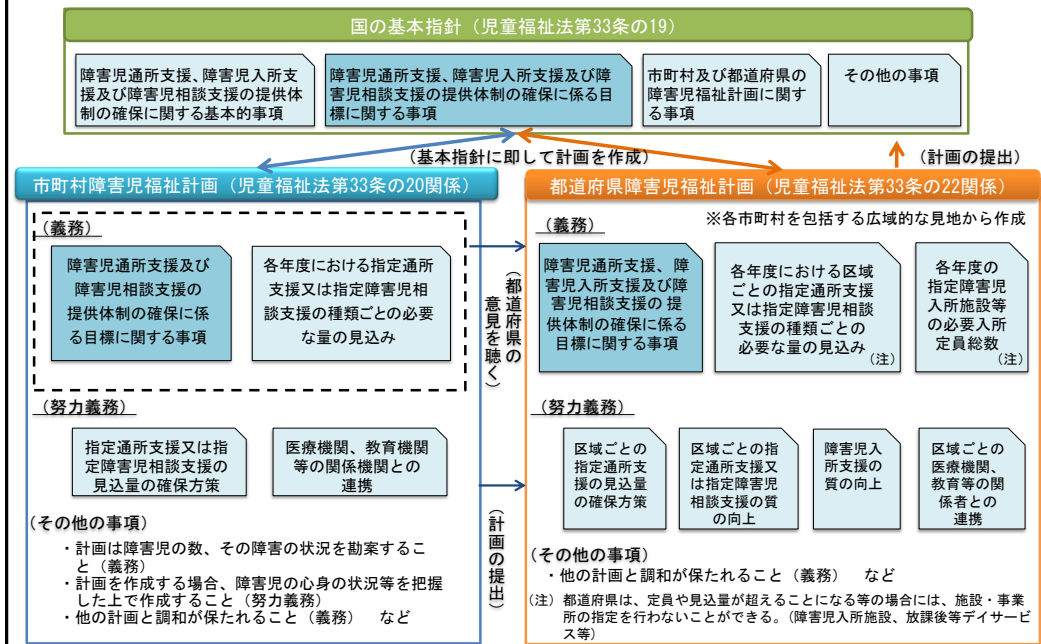 国の基本指針（児童福祉法第33条の19）
障害児通所支援、障害児入所支
援及び障害児相談支援の提供体
制の確保に関する基本的事項
障害児通所支援、障害児入所支援及び障
害児相談支援の提供体制の確保に係る目
標に関する事項
市町村及び都道府県の
障害児福祉計画に関す
る事項
その他の事項
（基本指針に即して計画を作成）
（計画の提出）
市町村障害児福祉計画（児童福祉法第33条の20関係）
（義務）
障害児通所支援及び
障害児相談支援の
提供体制の確保に係
る目標に関する事項
各年度における指定通所
支援又は指定障害児相
談支援の種類ごとの必要
な量の見込み
（努力義務）
指定通所支援又は指
定障害児相談支援の
見込量の確保方策
医療機関、教育機関
等の関係機関との
連携
（その他の事項）
・計画は障害児の数、その障害の状況を勘案するこ
と（義務）
・計画を作成する場合、障害児の心身の状況等を把握
した上で作成すること（努力義務）
・他の計画と調和が保たれること（義務）　など
（都道府県の
意見を聴く）
（計画の提出）
都道府県障害児福祉計画（児童福祉法第33条の22関係）
※各市町村を包括する広域的な見地から作成
（義務）
障害児通所支援、障
害児入所支援及び障
害児相談支援の 提
供体制の確保に係る
目標に関する事項
各年度における区域
ごとの指定通所支援
又は指定障害児相談
支援の種類ごとの
必要な量の見込み
（注）
各年度の
指定障害児
入所施設等
の必要入所
定員総数
（注）
（努力義務）
区域ごとの
指定通所支
援の見込量
の確保方策
区域ごとの指
定通所支援又
は指定障害児
相談支援の質
の向上
障害児入
所支援の
質の向上
区域ごとの
医療機関、
教育等の関
係者との
連携
（その他の事項）
・他の計画と調和が保たれること（義務）　など
（注）都道府県は、定員や見込量が超えることになる等の場合には、施設・事業
所の指定を行わないことができる。（障害児入所施設、放課後等デイサービ
ス等）